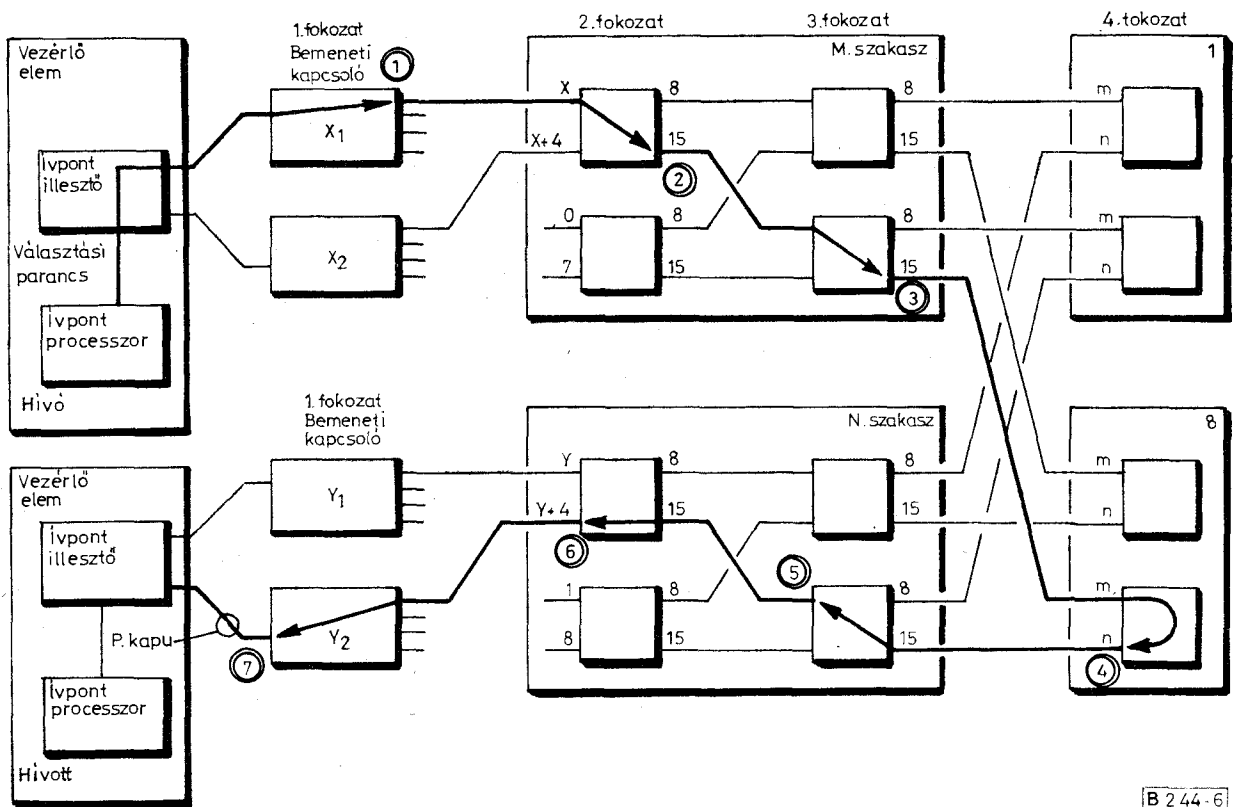 2.fokozat
3.fokozat
4.tokozat
1.fokozat
Bemeneti
kapcsoló
1
Vezérlő
elem
Ívpont
illesztő
Választási
parancs
Ívpont
processzor
Hívó
X₁
X₂
M. szakasz
X
X+4
8
15
2
0
7
8
15
8
15
8
15
3
1
m
n
m
n
1. fokozat
Bemeneti
kapcsoló
Vezérlő
elem
Ívpont
illesztő
P. kapu
7
Ívpont
processzor
Hívott
Y₁
Y₂
N. szakasz
Y
Y+4
8
15
6
1
8
8
15
8
15
5
8
15
8
m
n
m,
n
4
B 244-6